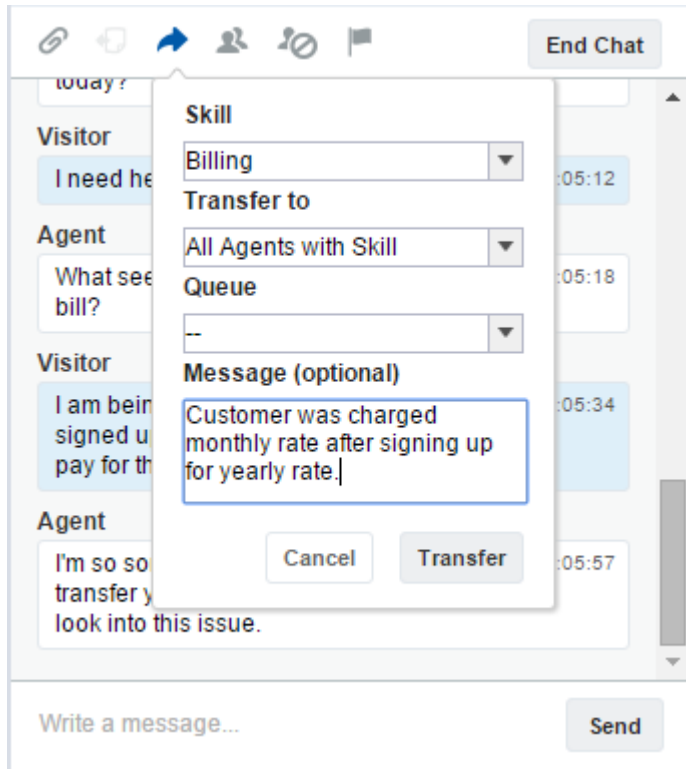 End Chat
today?
Visitor
I need he
:05:12
Agent
What see
:05:18
bill?
Visitor
I am bein
:05:34
signed u
pay for th
Agent
I'm so so
:05:57
transfer y
look into this issue.
Skill
Billing
Transfer to
All Agents with Skill
Queue
--
Message (optional)
Customer was charged
monthly rate after signing up
for yearly rate.
Cancel
Transfer
Write a message...
Send